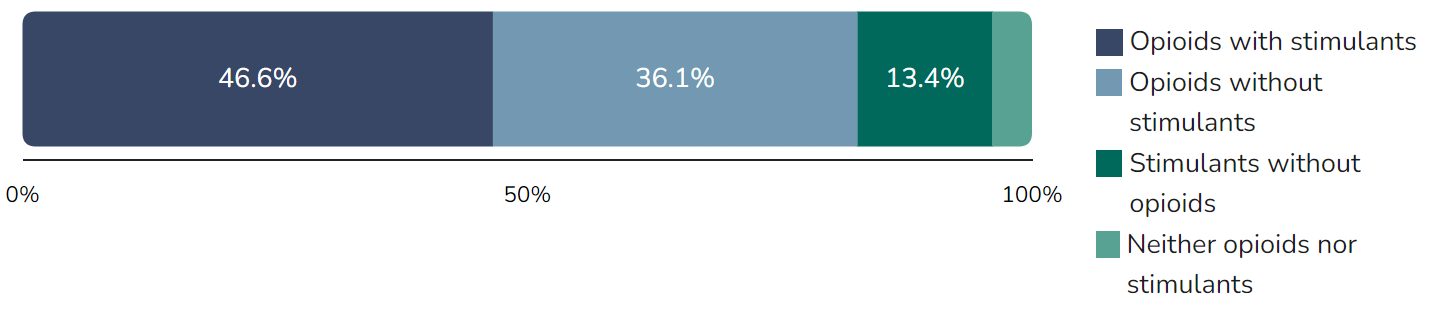 46.6%
36.1%
13.4%
0%
50%
100%
Opioids with stimulants
Opioids without
stimulants
Stimulants without
opioids
Neither opioids nor
stimulants